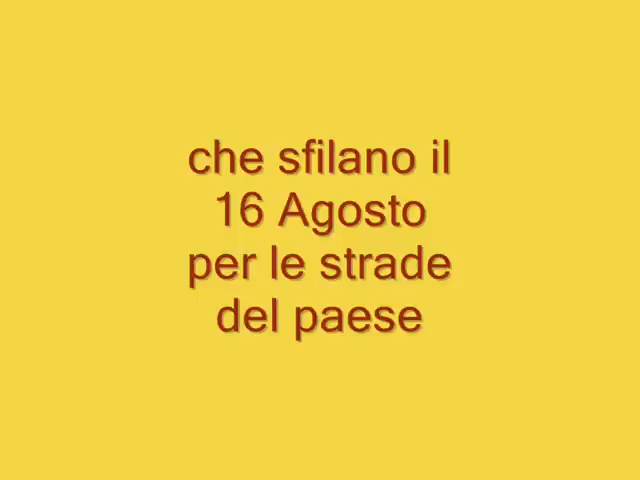 che sfilano il
16 Agosto
per le strade
del paese